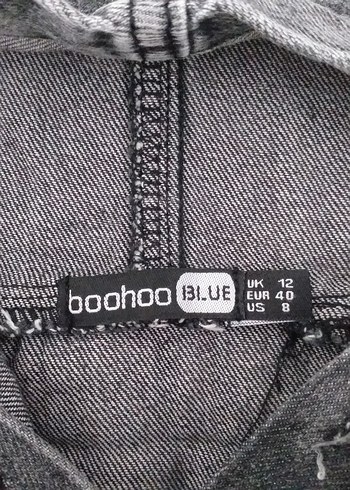 boohoo BLUE
UK 12
EUR 40
US 8